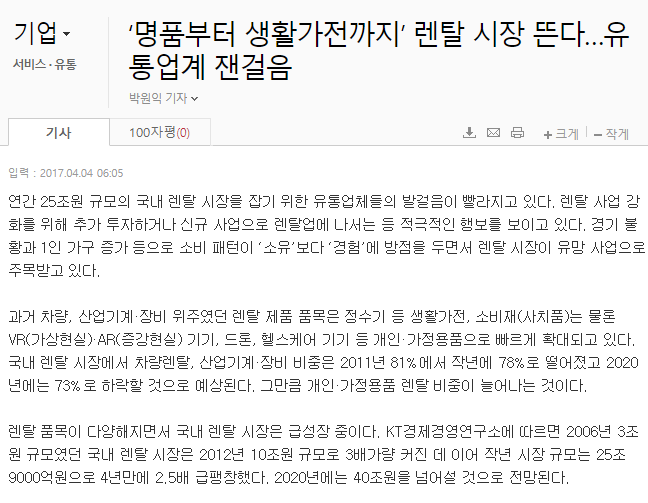 기업
서비스 · 유통
‘명품부터 생활가전까지’ 렌탈 시장 뜬다…유
통업계 잰걸음
박원익 기자
기사
100자평(0)
크게
작게
입력 : 2017.04.04 06:05
연간 25조원 규모의 국내 렌탈 시장을 잡기 위한 유통업체들의 발걸음이 빨라지고 있다. 렌탈 사업 강
화를 위해 추가 투자하거나 신규 사업으로 렌탈업에 나서는 등 적극적인 행보를 보이고 있다. 경기 불
황과 1인 가구 증가 등으로 소비 패턴이 ‘소유’보다 ‘경험’에 방점을 두면서 렌탈 시장이 유망 사업으로
주목받고 있다.
과거 차량, 산업기계·장비 위주였던 렌탈 제품 품목은 정수기 등 생활가전, 소비재(사치품)는 물론
VR(가상현실)·AR(증강현실) 기기, 드론, 헬스케어 기기 등 개인·가정용품으로 빠르게 확대되고 있다.
국내 렌탈 시장에서 차량렌탈, 산업기계·장비 비중은 2011년 81%에서 작년에 78%로 떨어졌고 2020
년에는 73%로 하락할 것으로 예상된다. 그만큼 개인·가정용품 렌탈 비중이 늘어나는 것이다.
렌탈 품목이 다양해지면서 국내 렌탈 시장은 급성장 중이다. KT경제경영연구소에 따르면 2006년 3조
원 규모였던 국내 렌탈 시장은 2012년 10조원 규모로 3배가량 커진 데 이어 작년 시장 규모는 25조
9000억원으로 4년만에 2.5배 급팽창했다. 2020년에는 40조원을 넘어설 것으로 전망된다.